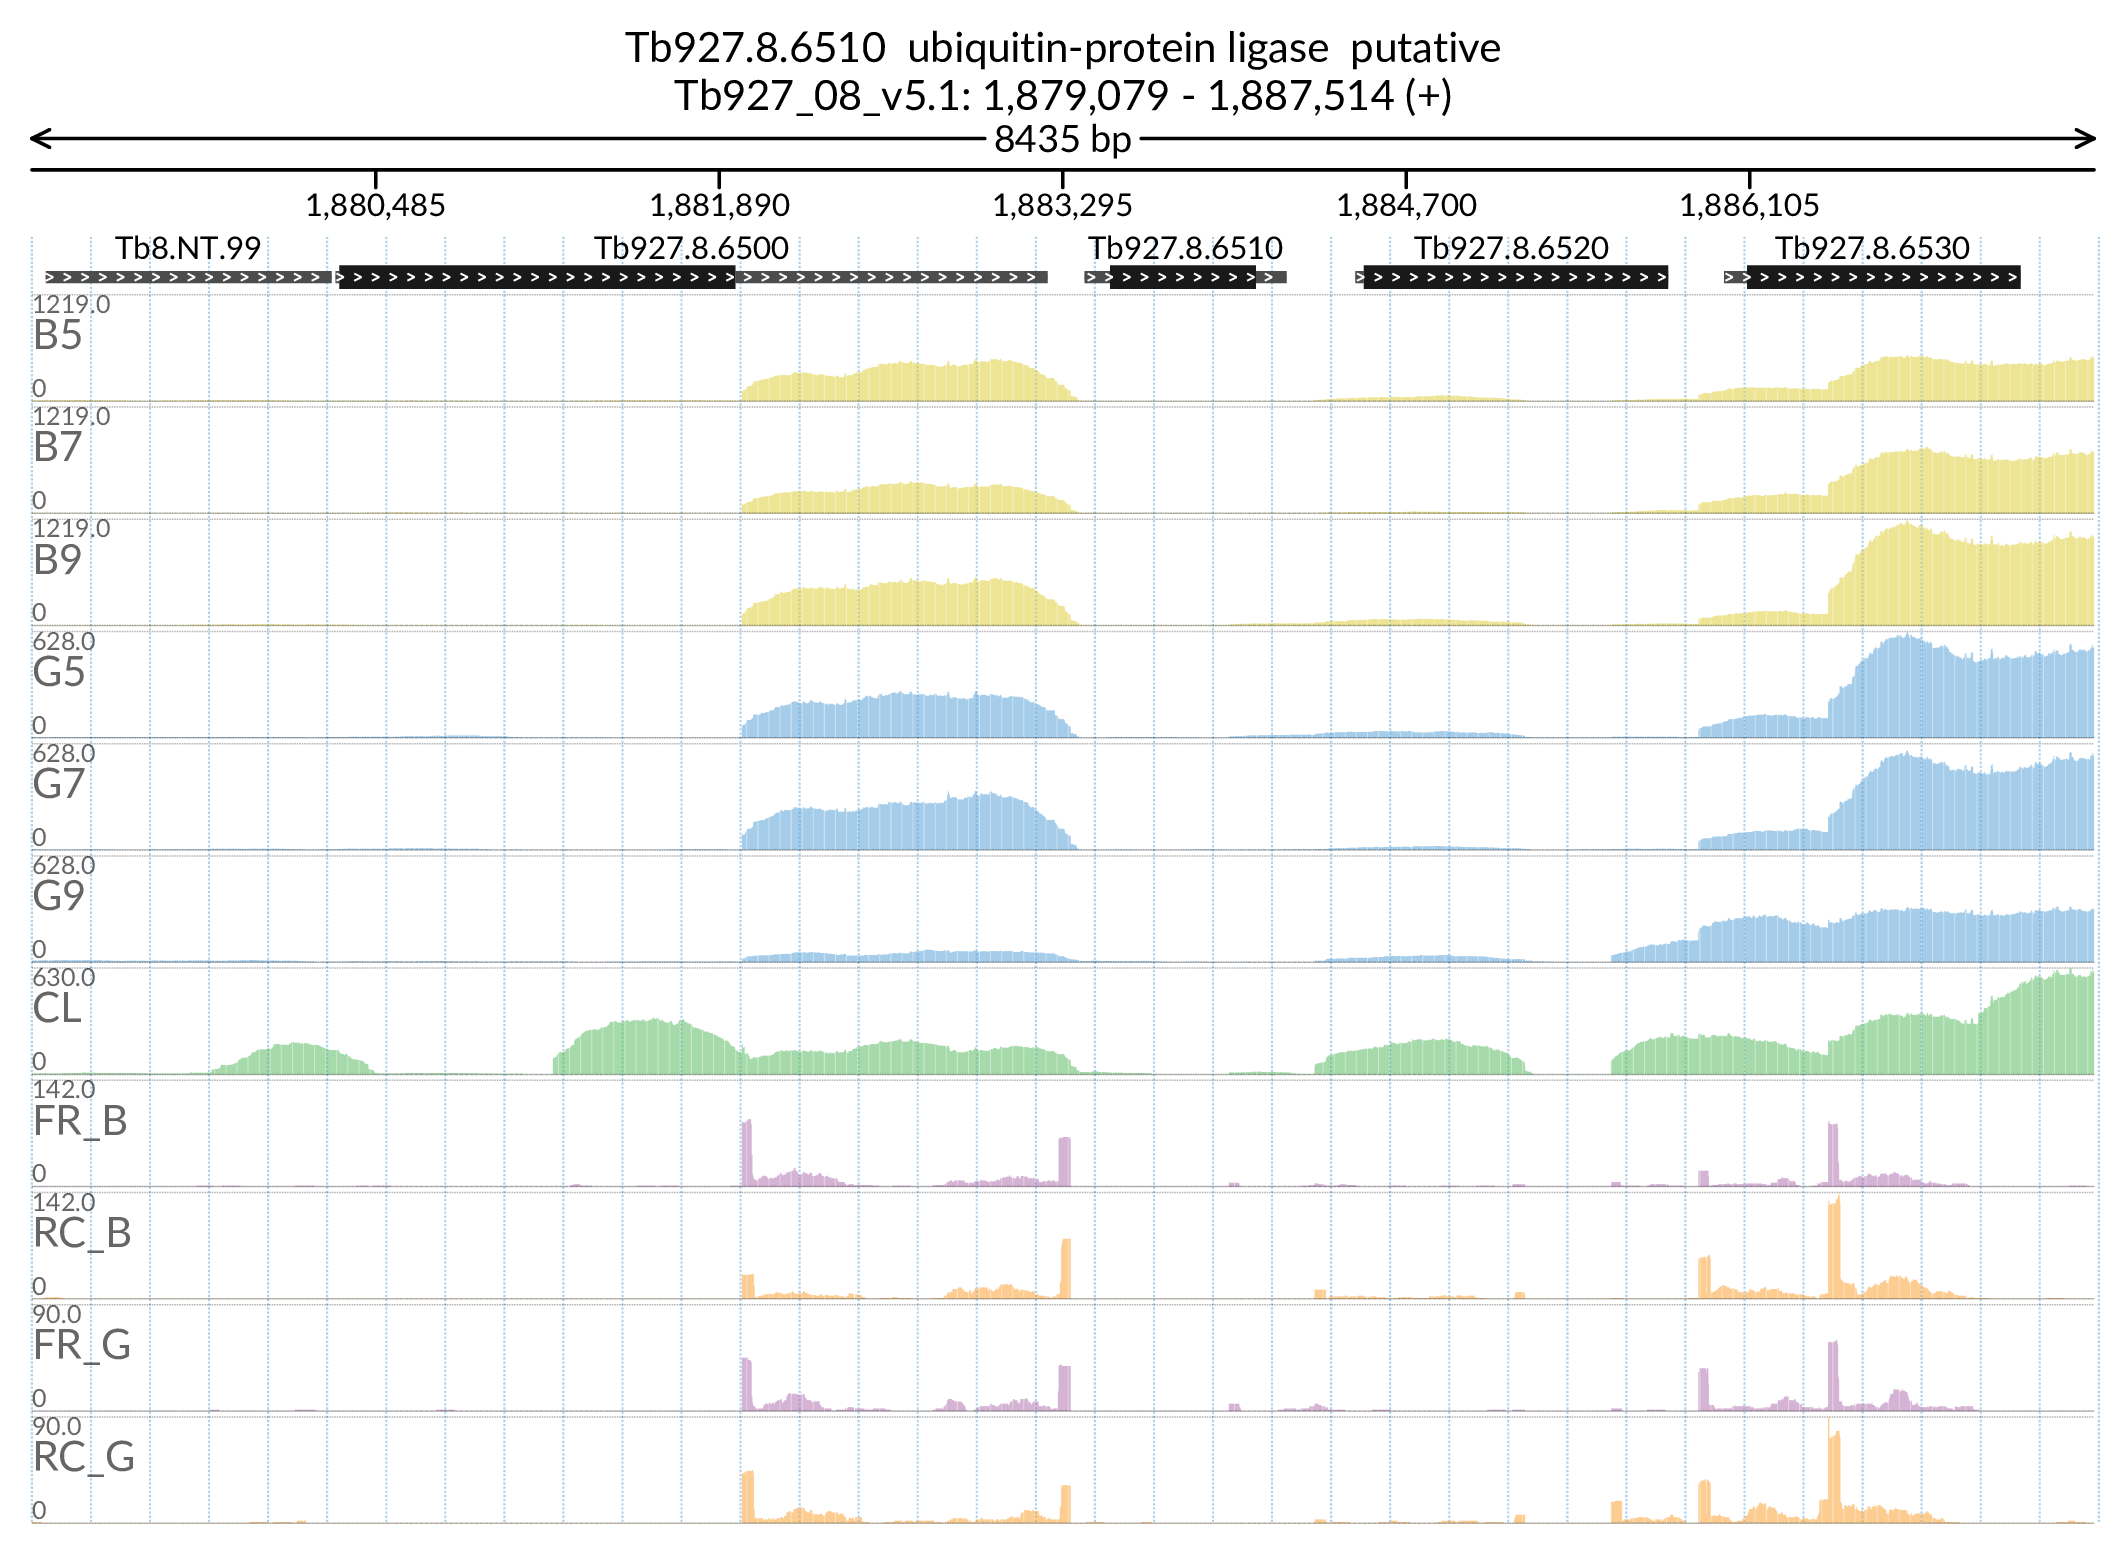 Tb927.8.6510 ubiquitin-protein ligase putative
Tb927_08_v5.1: 1,879,079 - 1,887,514 (+)
8435 bp
1,880,485 1,881,890 1,883,295 1,884,700 1,886,105
Tb8.NT.99 Tb927.8.6500 Tb927.8.6510 Tb927.8.6520 Tb927.8.6530
1219.0
B5
0
1219.0
B7
0
1219.0
B9
0
628.0
G5
0
628.0
G7
0
628.0
G9
0
630.0
CL
0
142.0
FR_B
0
142.0
RC_B
0
90.0
FR_G
0
90.0
RC_G
0